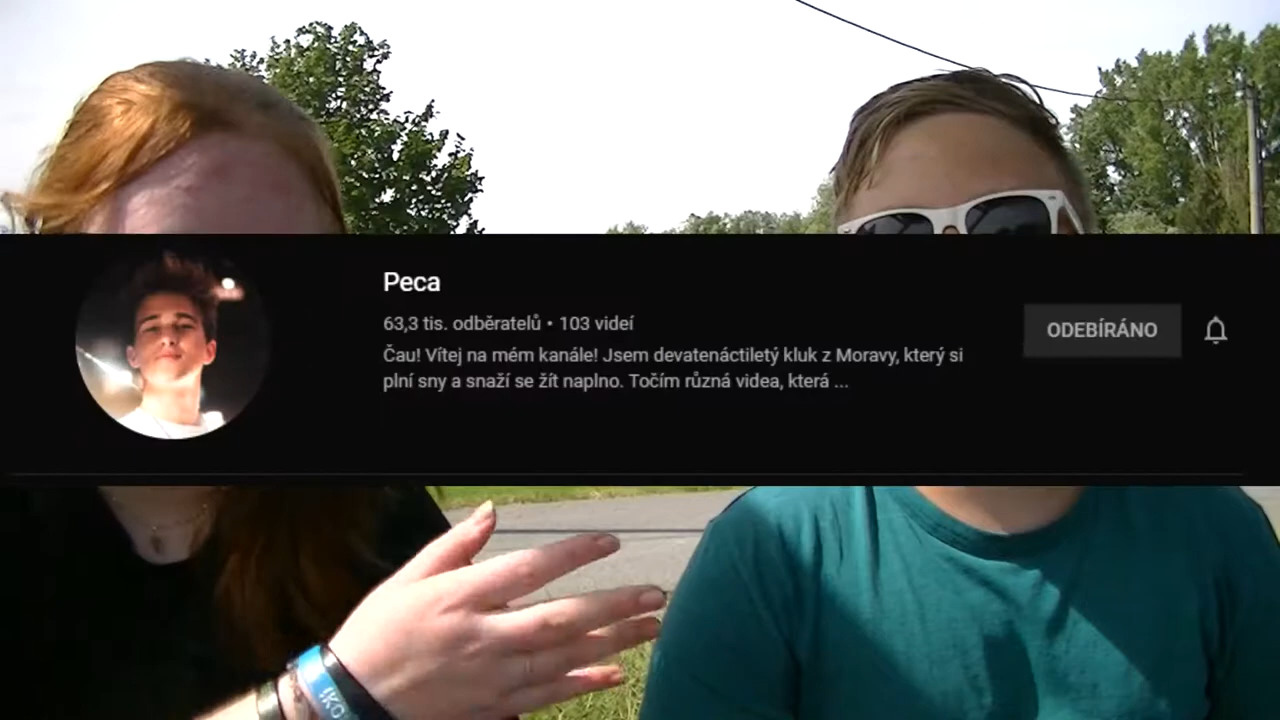 Peca
63,3 tis. odběratelů • 103 videí
ODEBÍRÁNO
Čau! Vítej na mém kanále! Jsem devatenáctiletý kluk z Moravy, který si
plní sny a snaží se žít naplno. Točím různá videa, která ...